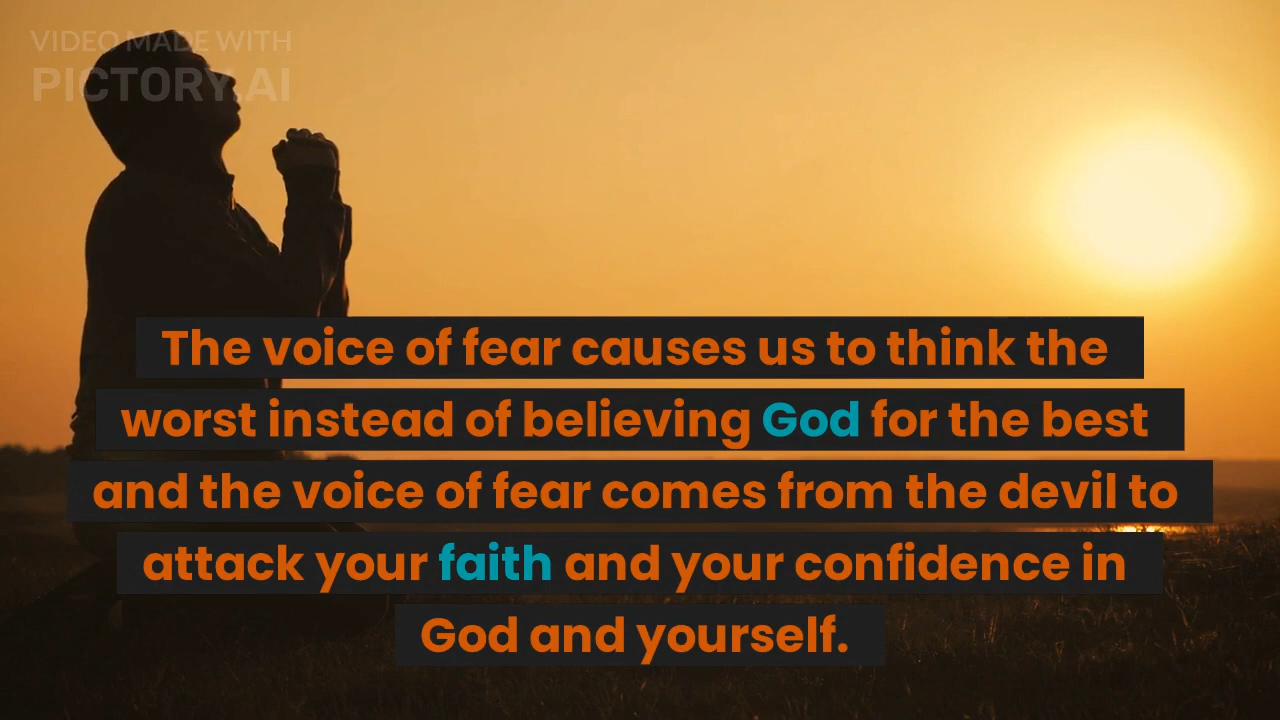 VIDEO MADE WITH
PICTORY.AI
The voice of fear causes us to think the
worst instead of believing God for the best
and the voice of fear comes from the devil to
attack your faith and your confidence in
God and yourself.